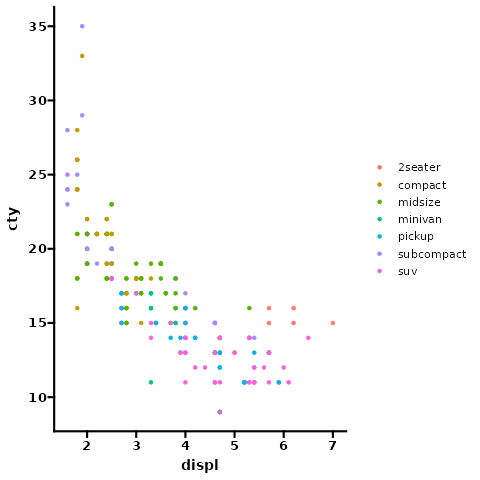 35
30
25
20
15
10
cty
2
3
4
5
6
7
displ
2seater
compact
midsize
minivan
pickup
subcompact
suv